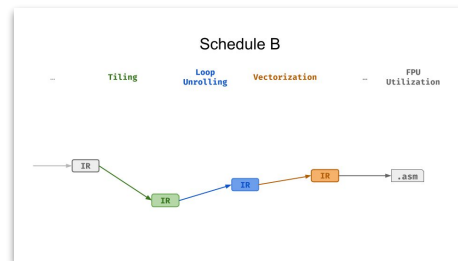 Schedule B
… Tiling Loop Unrolling Vectorization … FPU Utilization
IR
IR
IR
IR
.asm